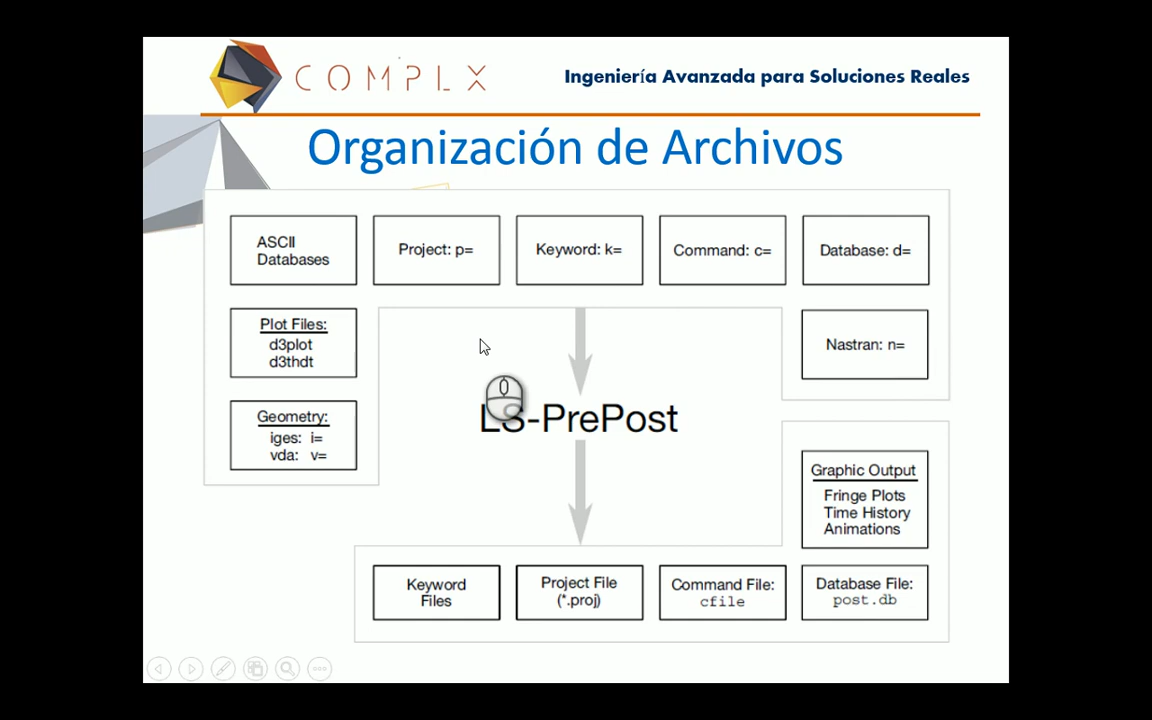 COMPLX
Ingeniería Avanzada para Soluciones Reales
Organización de Archivos
ASCII
Databases
Project: p=
Keyword: k=
Command: c=
Database: d=
Plot Files:
d3plot
d3thdt
Nastran: n=
Geometry:
iges: i=
vda: v=
LS-PrePost
Graphic Output
Fringe Plots
Time History
Animations
Keyword
Files
Project File
(*.proj)
Command File:
cfile
Database File:
post.db